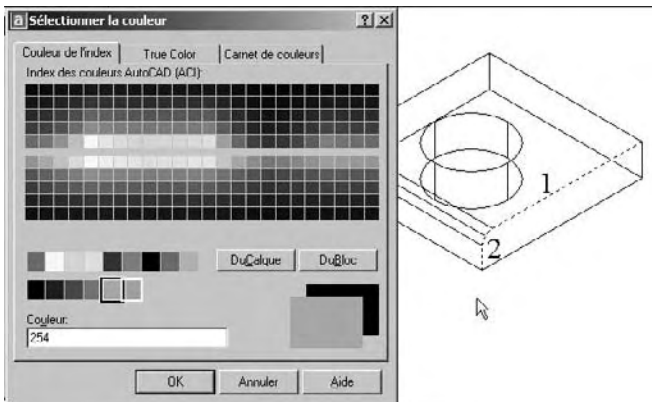 Sélectionner la couleur
Couleur de l'index
True Color
Carnet de couleurs
Index des couleurs AutoCAD (ACI):
DuCalque
DuBloc
Couleur:
254
OK
Annuler
Aide
1
2